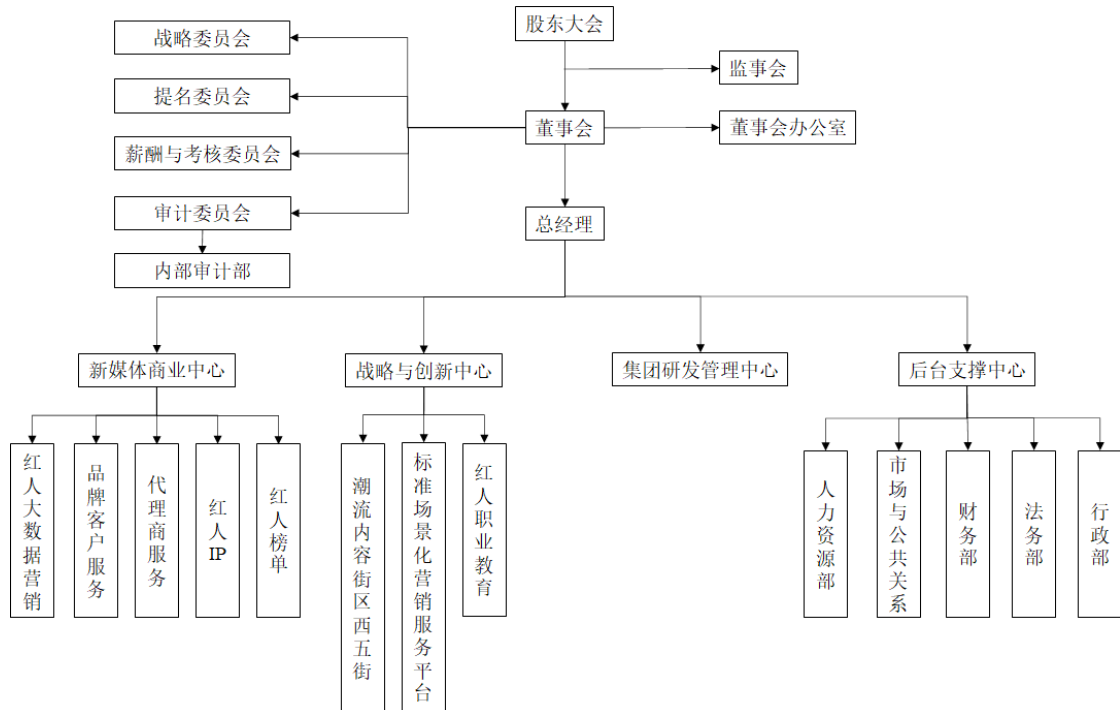 股东大会
战略委员会
监事会
提名委员会
董事会
董事会办公室
薪酬与考核委员会
审计委员会
总经理
内部审计部
新媒体商业中心
战略与创新中心
集团研发管理中心
后台支撑中心
红人大数据营销
品牌客户服务
代理商服务
红人IP
红人榜单
潮流内容街区西五街
标准场景化营销服务平台
红人职业教育
人力资源部
市场与公共关系
财务部
法务部
行政部